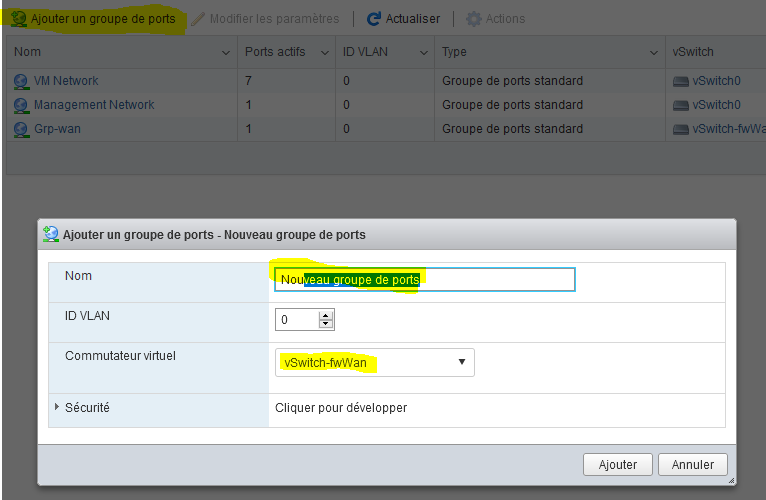 Ajouter un groupe de ports Modifier les paramètres Actualiser Actions
Nom Ports actifs ID VLAN Type vSwitch
VM Network 7 0 Groupe de ports standard vSwitch0
Management Network 1 0 Groupe de ports standard vSwitch0
Grp-wan 1 0 Groupe de ports standard vSwitch-fwWa
Ajouter un groupe de ports - Nouveau groupe de ports
Nom Nouveau groupe de ports
ID VLAN 0
Commutateur virtuel vSwitch-fwWan
Sécurité Cliquer pour développer
Ajouter Annuler